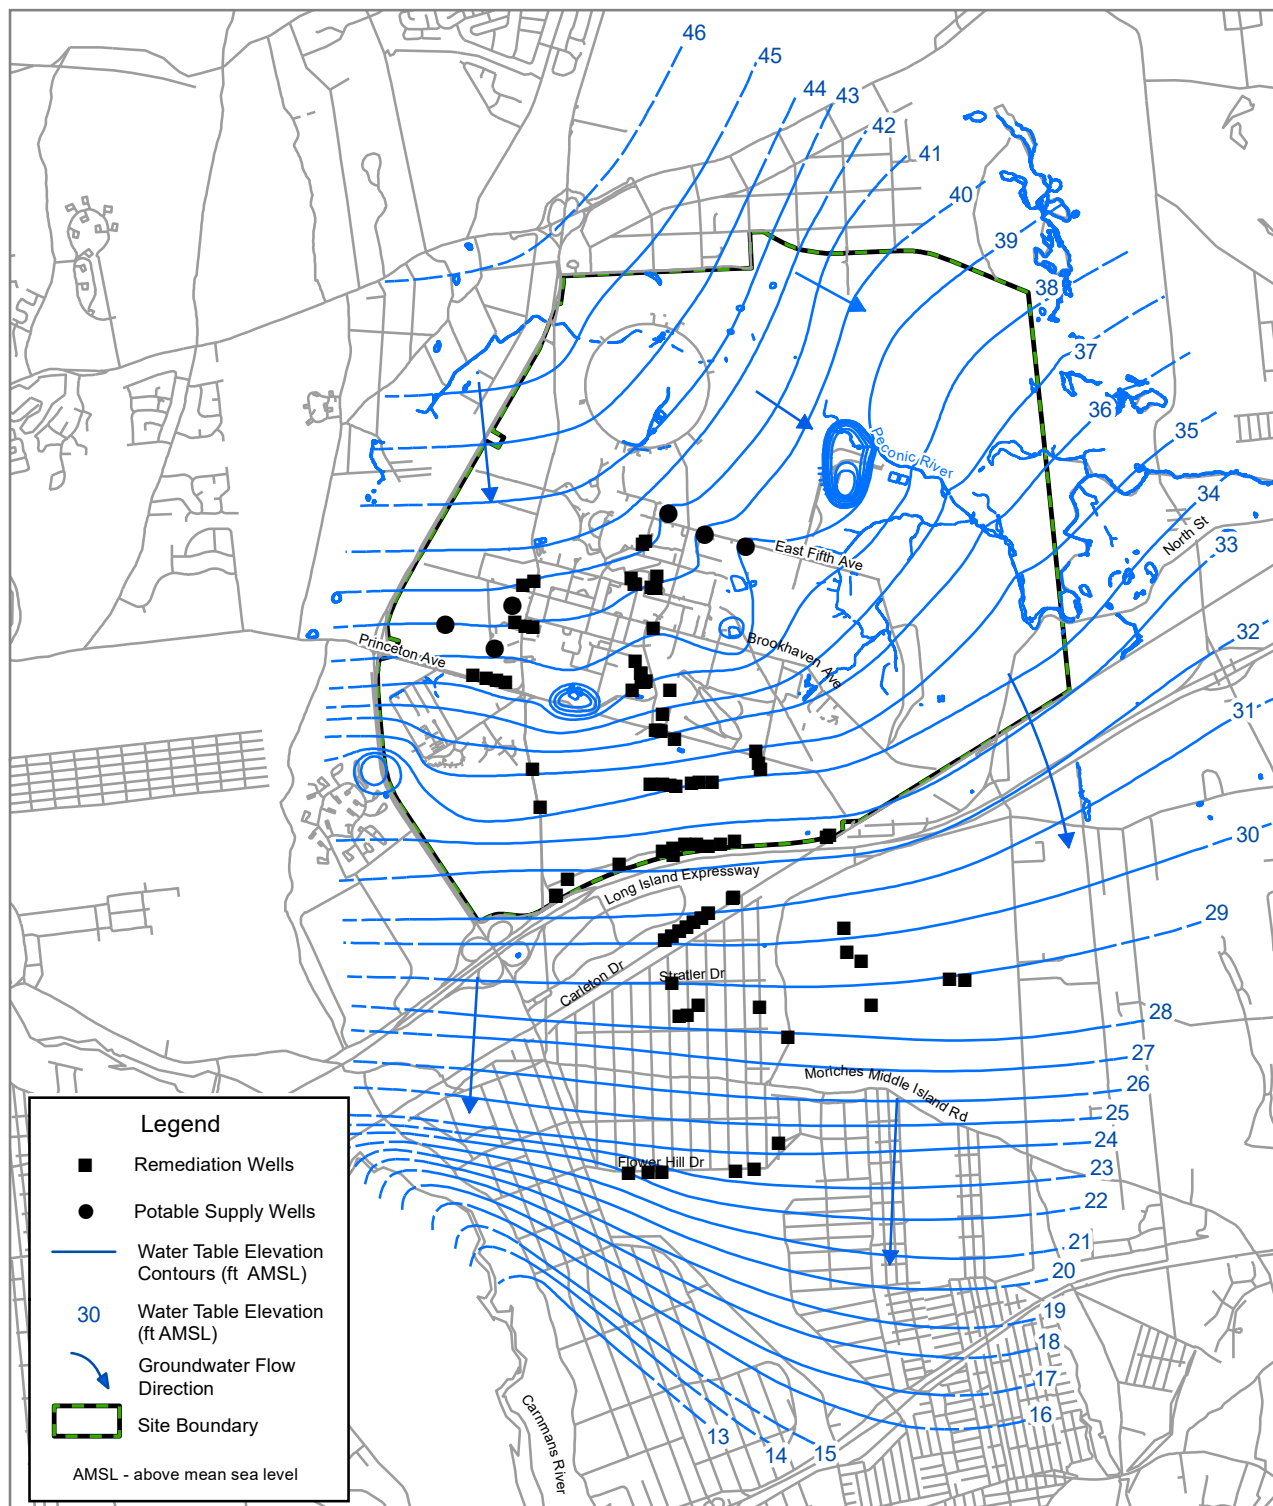 46
45
44
43
42
41
40
39
38
37
36
35
34
33
32
31
30
29
28
27
26
25
24
23
22
21
20
19
18
17
16
15
14
13
Peconic River
East Fifth Ave
North St
Princeton Ave
Brookhaven Ave
Long Island Expressway
Carleton Dr
Stratler Dr
Moriches Middle Island Rd
Flower Hill Dr
Carnmans River
Legend
Remediation Wells
Potable Supply Wells
Water Table Elevation
Contours (ft AMSL)
30
Water Table Elevation
(ft AMSL)
Groundwater Flow
Direction
Site Boundary
AMSL - above mean sea level